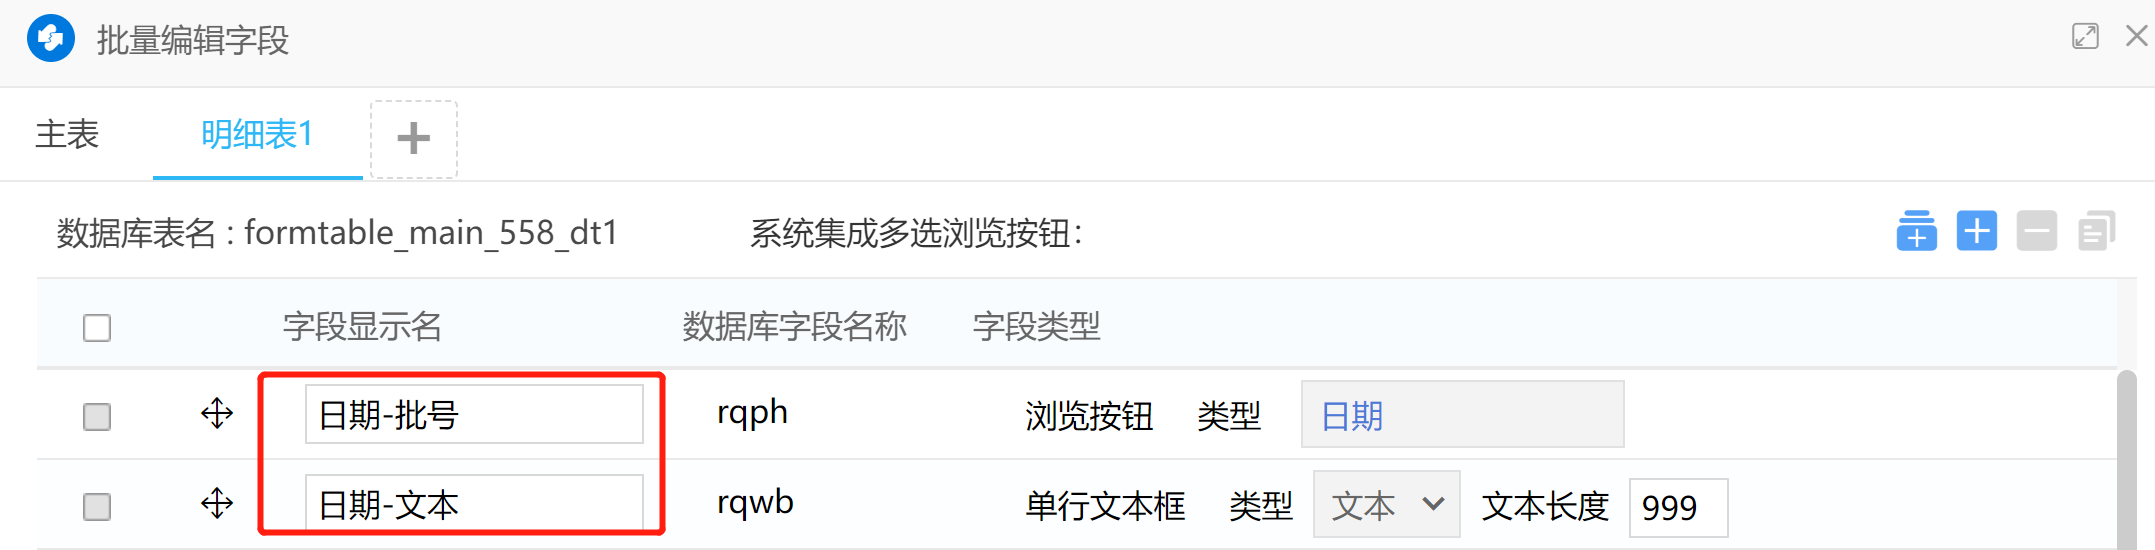 批量编辑字段
主表 明细表1
数据库表名 : formtable_main_558_dt1 系统集成多选浏览按钮:
字段显示名 数据库字段名称 字段类型
日期-批号 rqph 浏览按钮 类型 日期
日期-文本 rqwb 单行文本框 类型 文本 文本长度 999